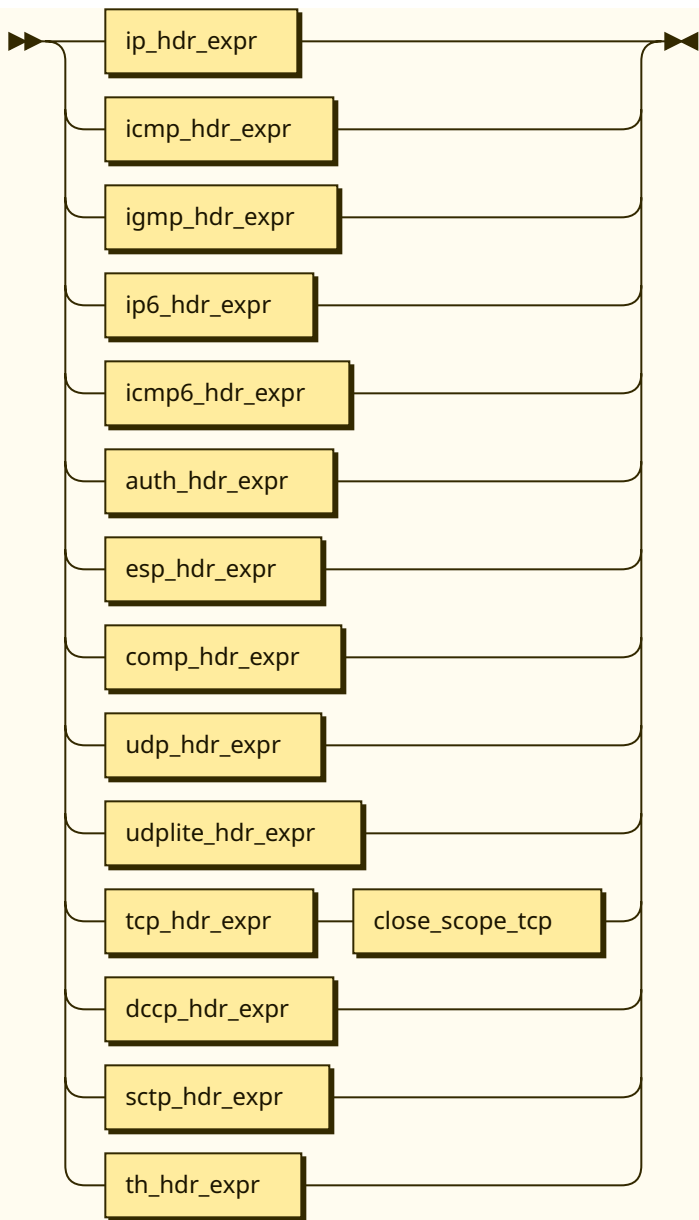 ip_hdr_expr
icmp_hdr_expr
igmp_hdr_expr
ip6_hdr_expr
icmp6_hdr_expr
auth_hdr_expr
esp_hdr_expr
comp_hdr_expr
udp_hdr_expr
udplite_hdr_expr
tcp_hdr_expr close_scope_tcp
dccp_hdr_expr
sctp_hdr_expr
th_hdr_expr